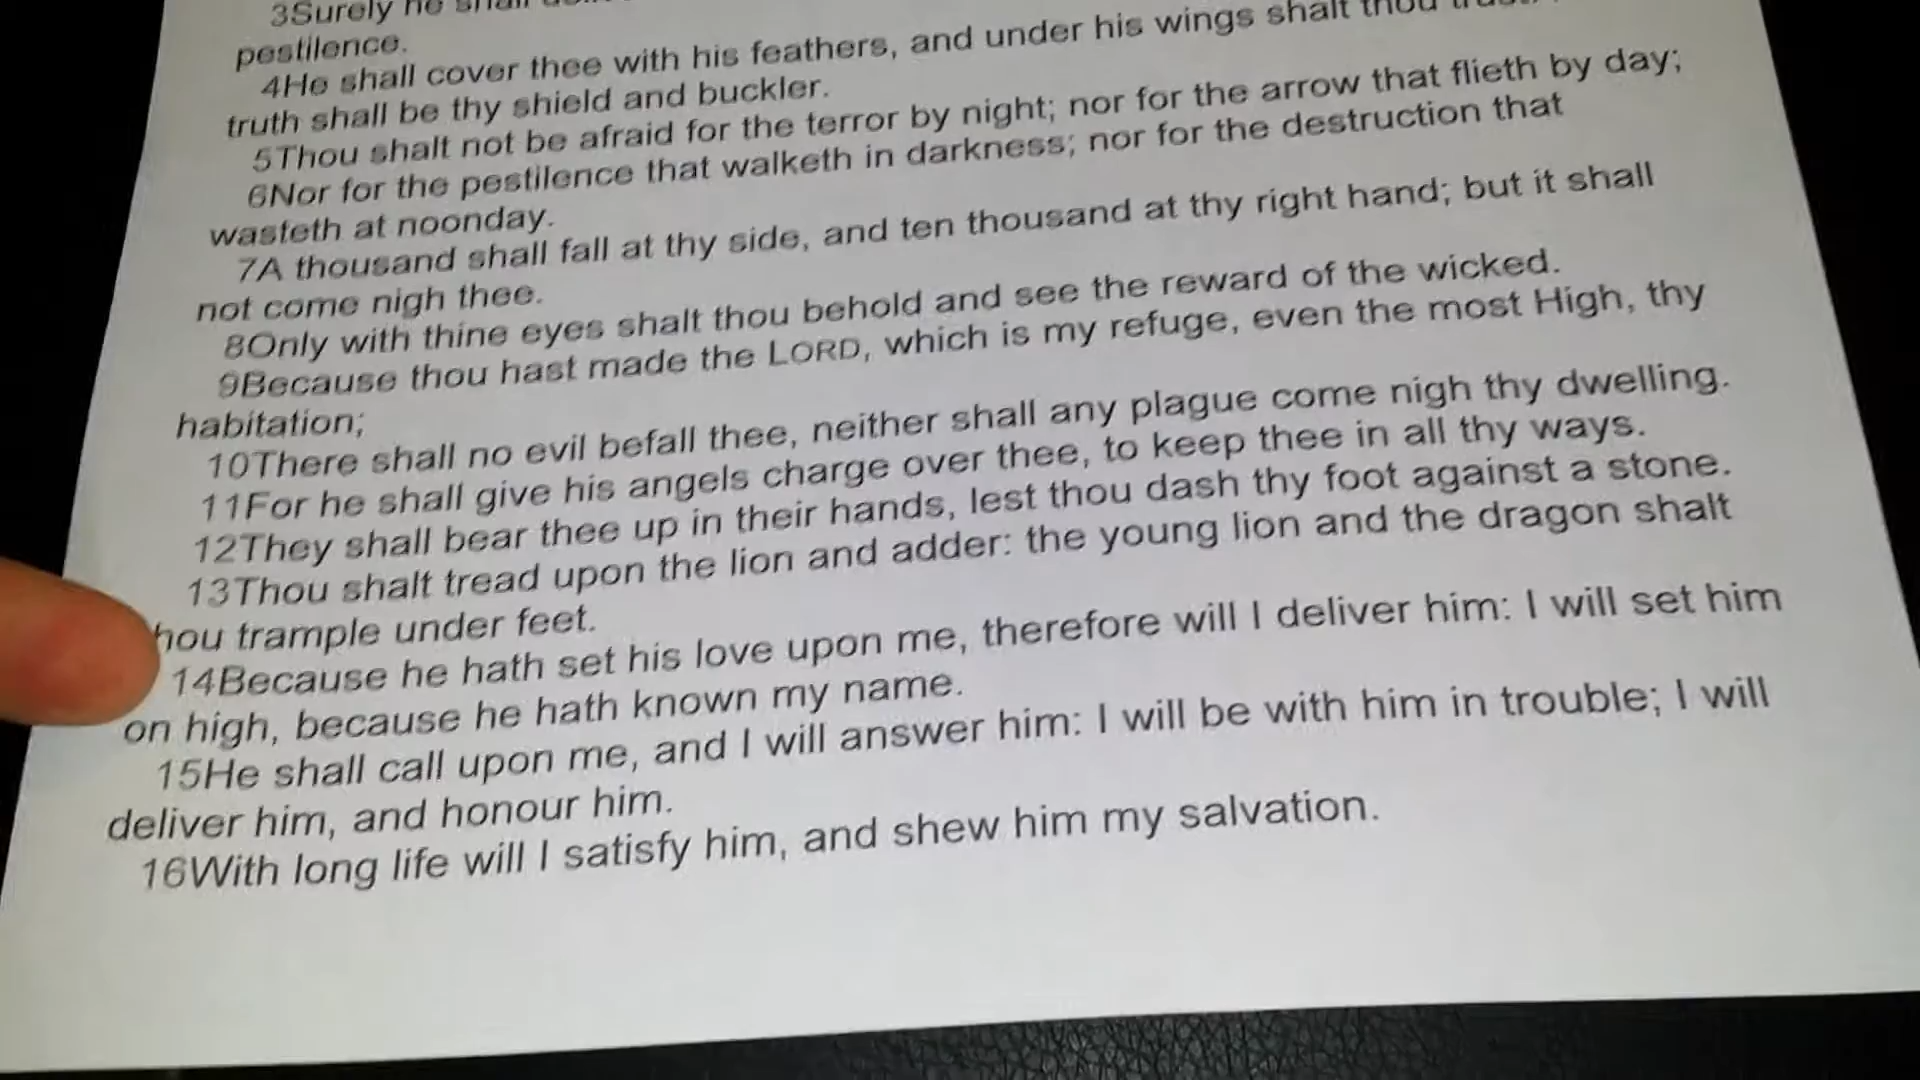 3Surely he shall
pestilence.
4He shall cover thee with his feathers, and under his wings shalt thou
truth shall be thy shield and buckler.
5Thou shalt not be afraid for the terror by night; nor for the arrow that flieth by day;
6Nor for the pestilence that walketh in darkness; nor for the destruction that
wasteth at noonday.
7A thousand shall fall at thy side, and ten thousand at thy right hand; but it shall
not come nigh thee.
8Only with thine eyes shalt thou behold and see the reward of the wicked.
9Because thou hast made the LORD, which is my refuge, even the most High, thy
habitation;
10There shall no evil befall thee, neither shall any plague come nigh thy dwelling.
11For he shall give his angels charge over thee, to keep thee in all thy ways.
12They shall bear thee up in their hands, lest thou dash thy foot against a stone.
13Thou shalt tread upon the lion and adder: the young lion and the dragon shalt
hou trample under feet.
14Because he hath set his love upon me, therefore will I deliver him: I will set him
on high, because he hath known my name.
15He shall call upon me, and I will answer him: I will be with him in trouble; I will
deliver him, and honour him.
16With long life will I satisfy him, and shew him my salvation.